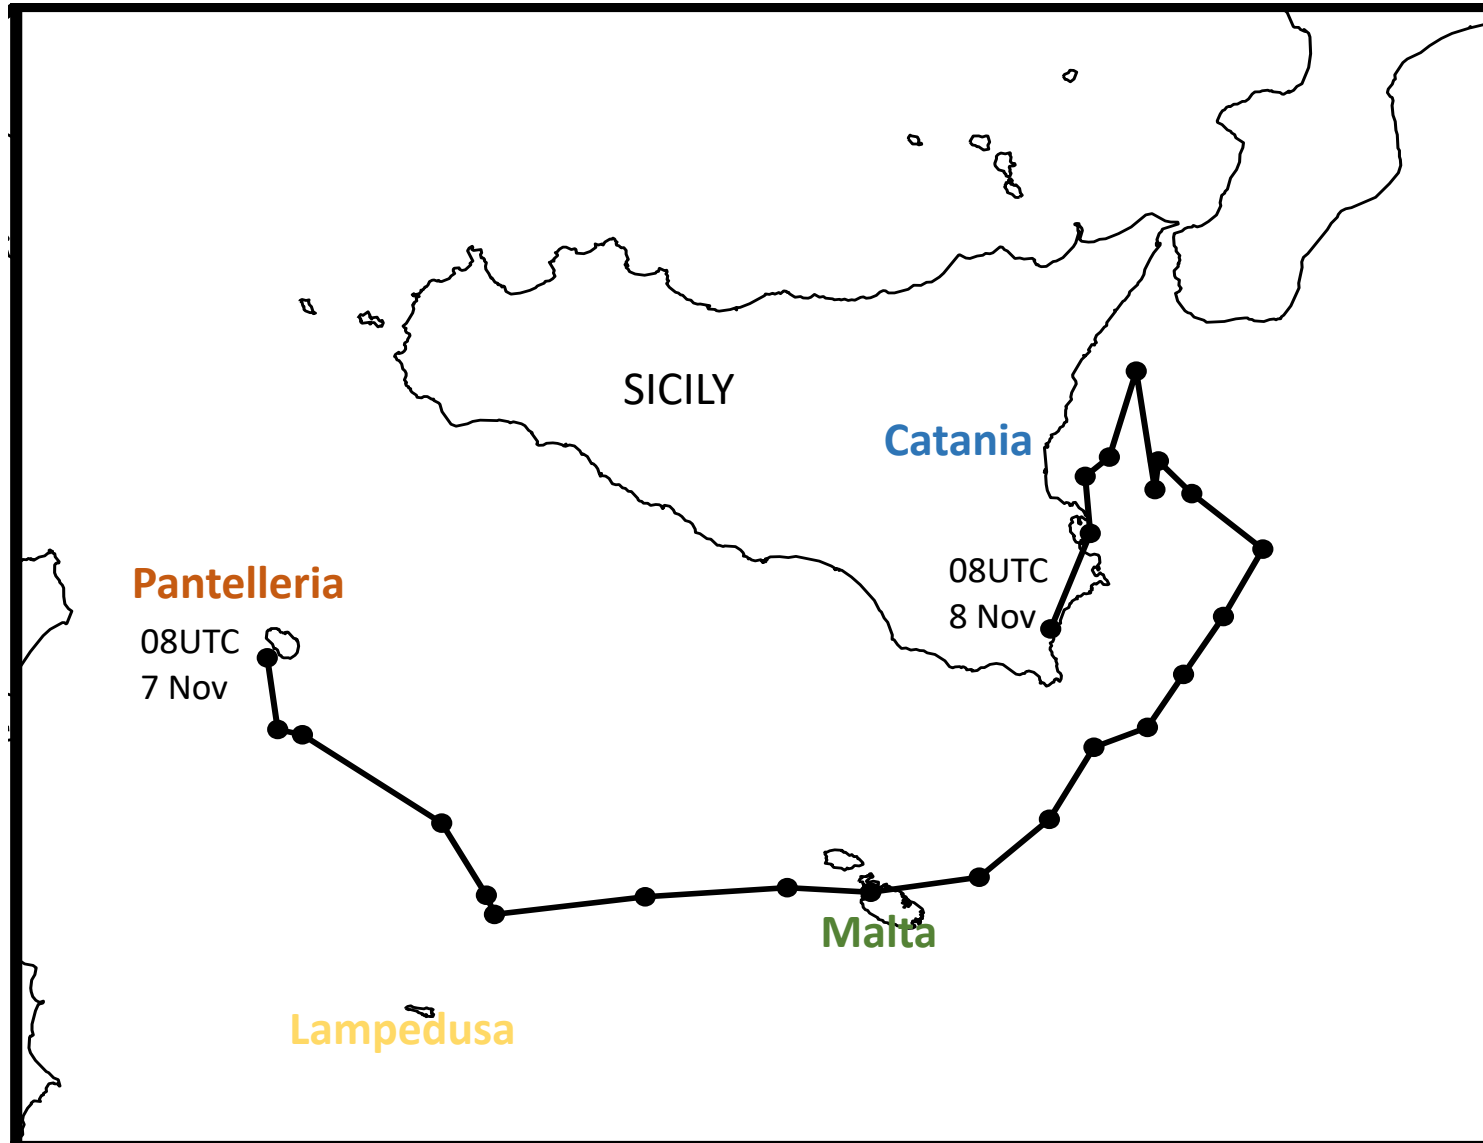 SICILY
Catania
Pantelleria
08UTC
8 Nov
08UTC
7 Nov
Malta
Lampedusa